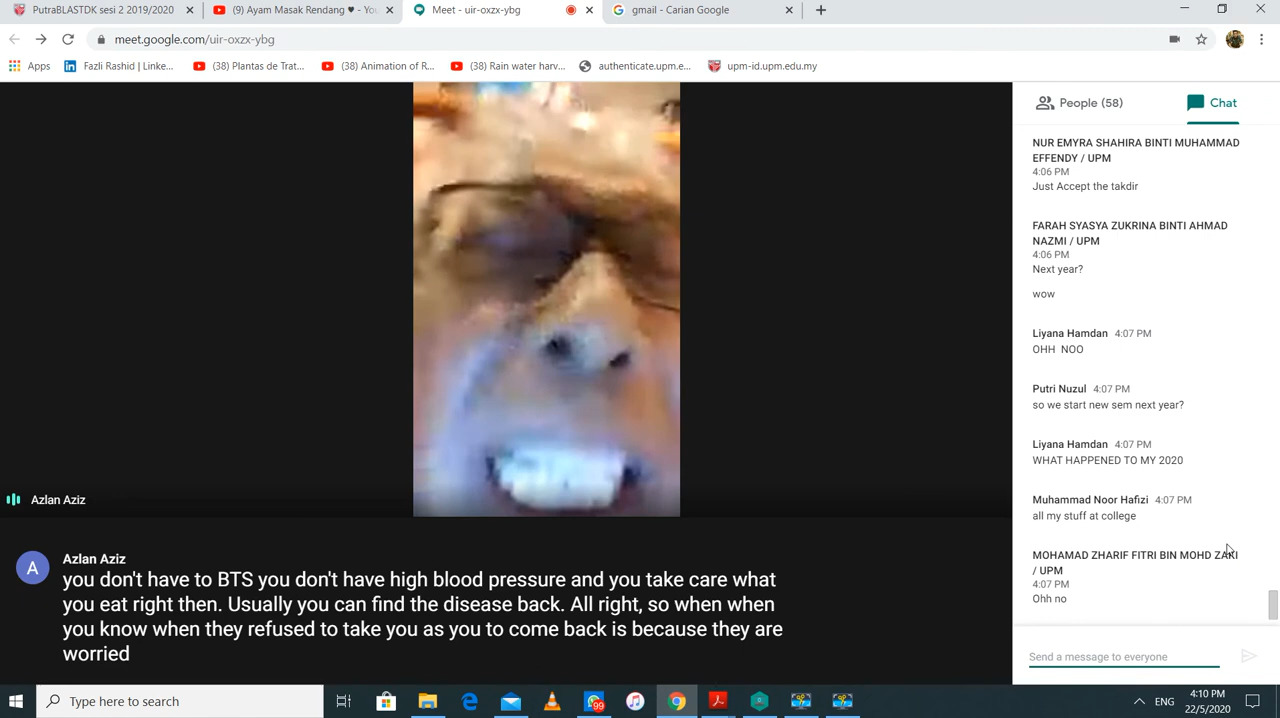 PutraBLASTDK sesi 2 2019/2020
(9) Ayam Masak Rendang ♥ - You
Meet - uir-oxzx-ybg
gmail - Carian Google
meet.google.com/uir-oxzx-ybg
Apps
Fazli Rashid | Linke...
(38) Plantas de Trat...
(38) Animation of R...
(38) Rain water harv...
authenticate.upm.e...
upm-id.upm.edu.my
People (58)
Chat
NUR EMYRA SHAHIRA BINTI MUHAMMAD
EFFENDY / UPM
4:06 PM
Just Accept the takdir
FARAH SYASYA ZUKRINA BINTI AHMAD
NAZMI / UPM
4:06 PM
Next year?
wow
Liyana Hamdan 4:07 PM
OHH NOO
Putri Nuzul 4:07 PM
so we start new sem next year?
Liyana Hamdan 4:07 PM
WHAT HAPPENED TO MY 2020
Muhammad Noor Hafizi 4:07 PM
all my stuff at college
MOHAMAD ZHARIF FITRI BIN MOHD ZAKI
/ UPM
4:07 PM
Ohh no
Send a message to everyone
Azlan Aziz
A
Azlan Aziz
you don't have to BTS you don't have high blood pressure and you take care what
you eat right then. Usually you can find the disease back. All right, so when when
you know when they refused to take you as you to come back is because they are
worried
Type here to search
99
ENG
4:10 PM
22/5/2020